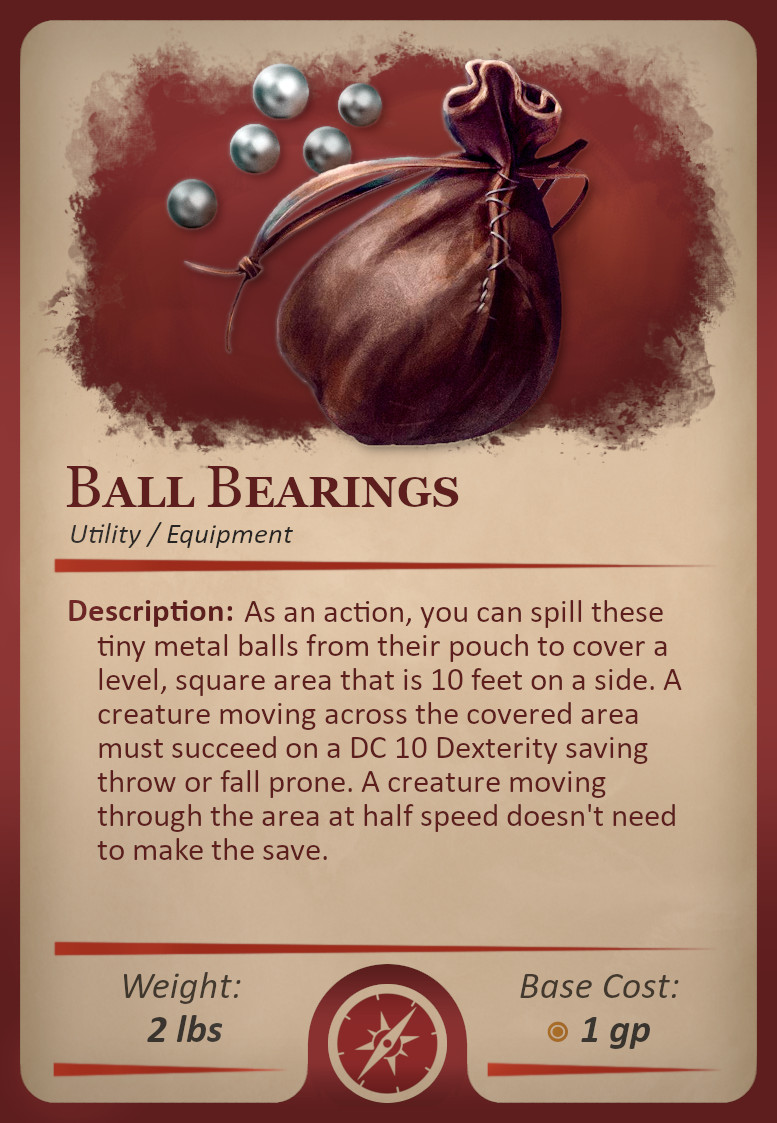 Ball Bearings
Utility / Equipment
Description: As an action, you can spill these
tiny metal balls from their pouch to cover a
level, square area that is 10 feet on a side. A
creature moving across the covered area
must succeed on a DC 10 Dexterity saving
throw or fall prone. A creature moving
through the area at half speed doesn't need
to make the save.
Weight:
2 lbs
Base Cost:
1 gp